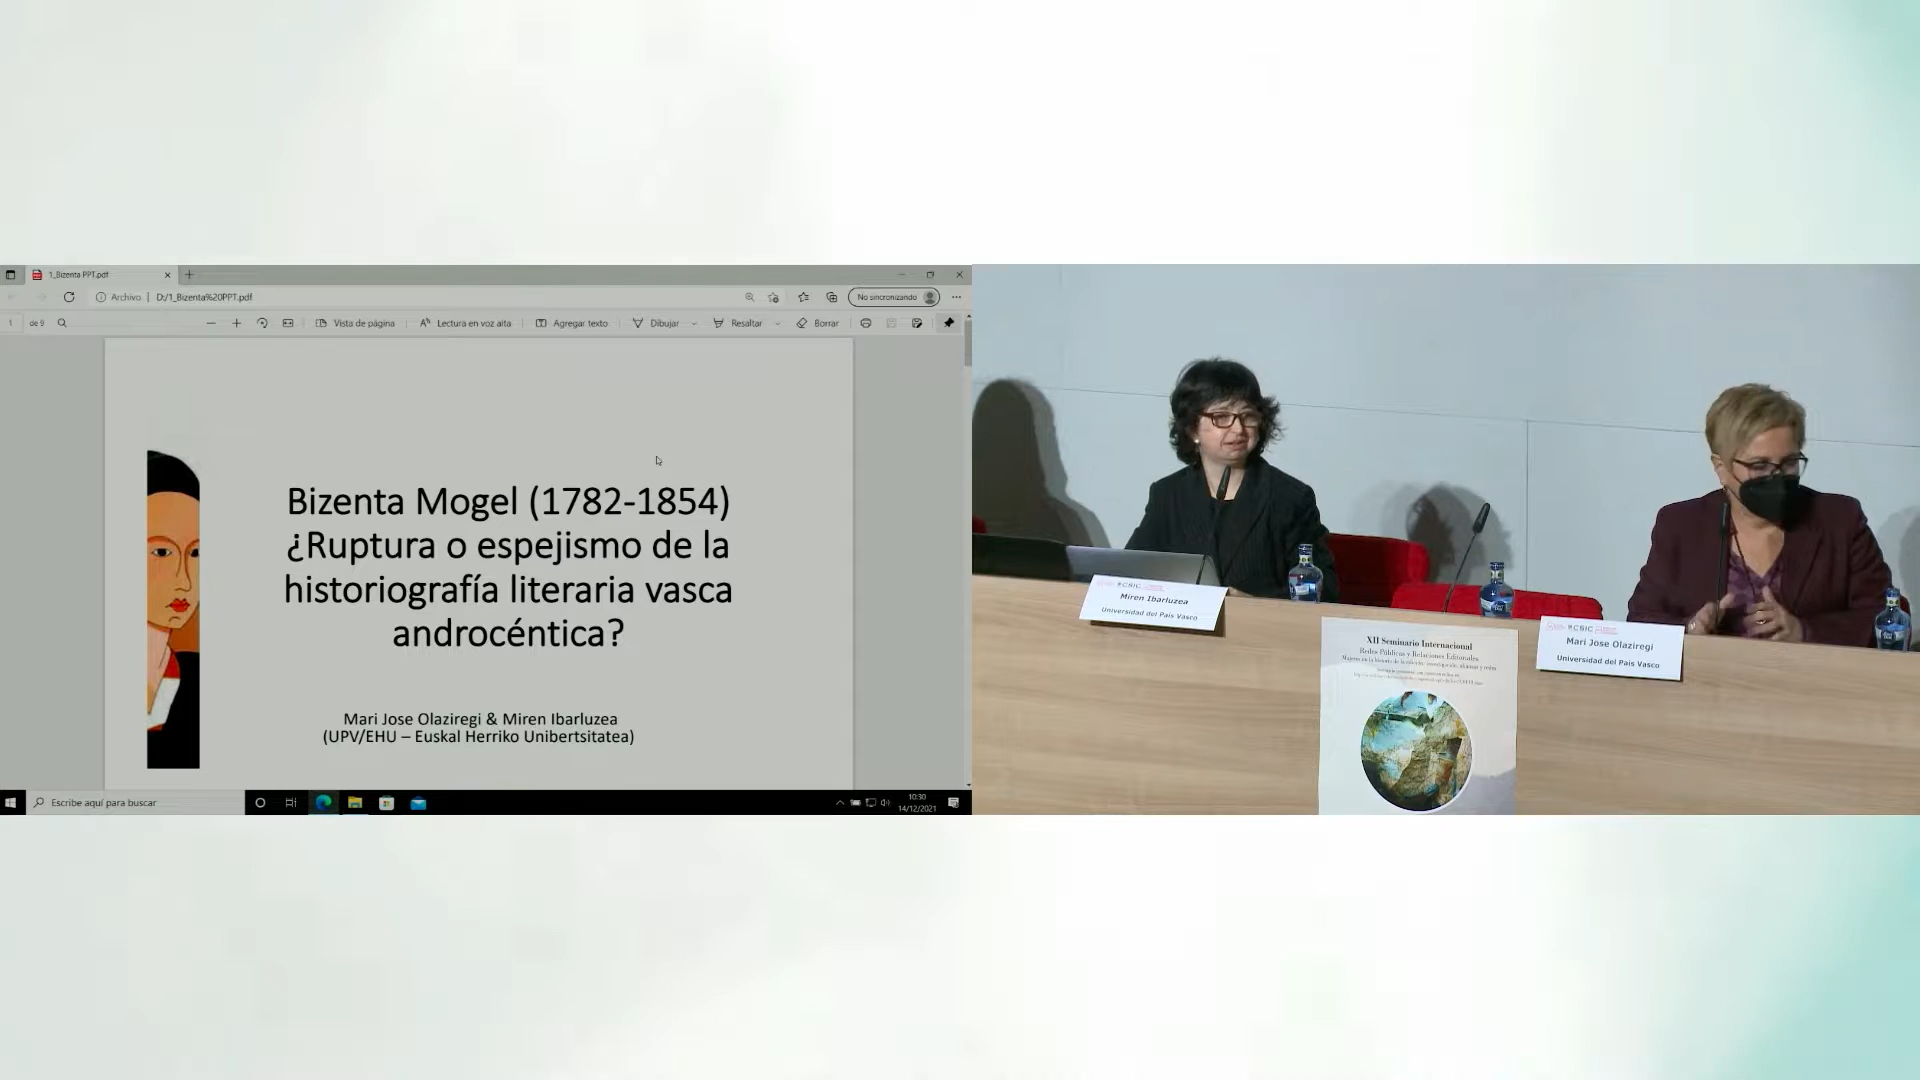 1_Bizenta PPT.pdf
Archivo | D:/1_Bizenta%20PPT.pdf
No sincronizando
1 de 9
Vista de página
Lectura en voz alta
Agregar texto
Dibujar
Resaltar
Borrar
Bizenta Mogel (1782-1854)
¿Ruptura o espejismo de la
historiografía literaria vasca
androcéntica?
Mari Jose Olaziregi & Miren Ibarluzea
(UPV/EHU – Euskal Herriko Unibertsitatea)
Escribe aquí para buscar
10:30
14/12/2021
CSIC
Miren Ibarluzea
Universidad del País Vasco
XII Seminario Internacional
Redes Públicas y Relaciones Editoriales
CSIC
Mari Jose Olaziregi
Universidad del País Vasco